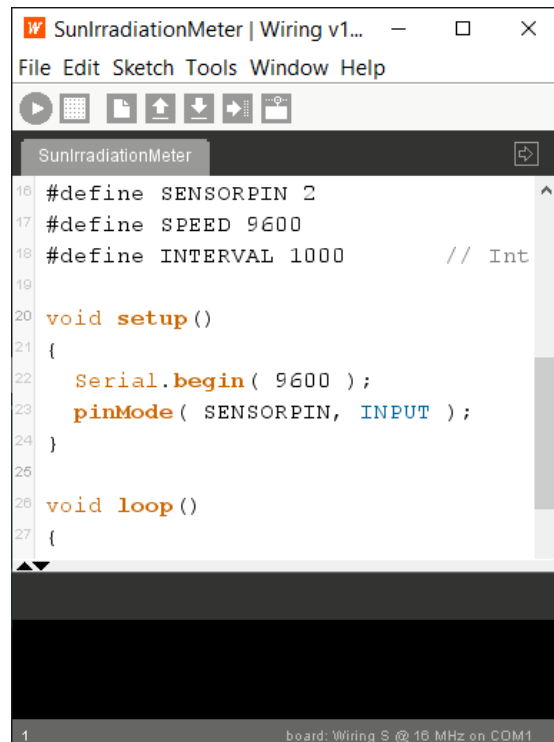 SunIrradiationMeter | Wiring v1...
File Edit Sketch Tools Window Help
SunIrradiationMeter
16 #define SENSORPIN 2
17 #define SPEED 9600
18 #define INTERVAL 1000 // Int
19
20 void setup()
21 {
22 Serial.begin( 9600 );
23 pinMode( SENSORPIN, INPUT );
24 }
25
26 void loop()
27 {
1 board: Wiring S @ 16 MHz on COM1